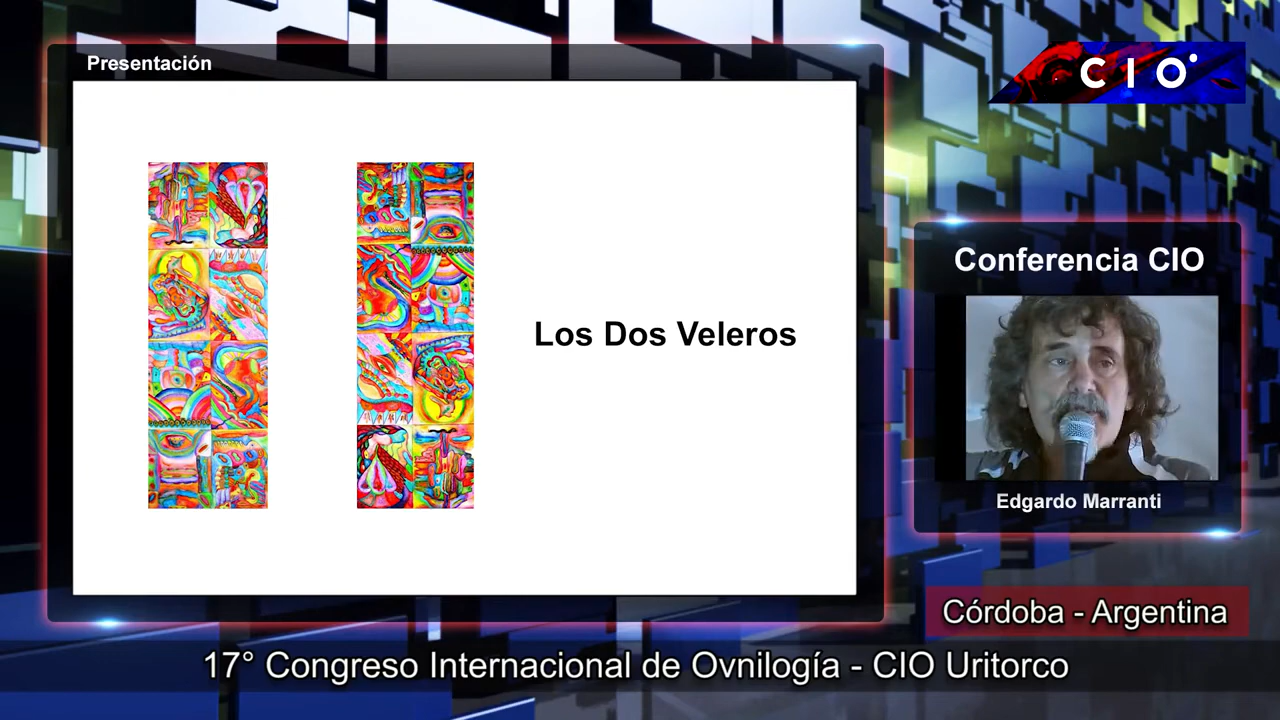 Presentación
CIO
Los Dos Veleros
Conferencia CIO
Edgardo Marranti
Córdoba - Argentina
17° Congreso Internacional de Ovnilogía - CIO Uritorco